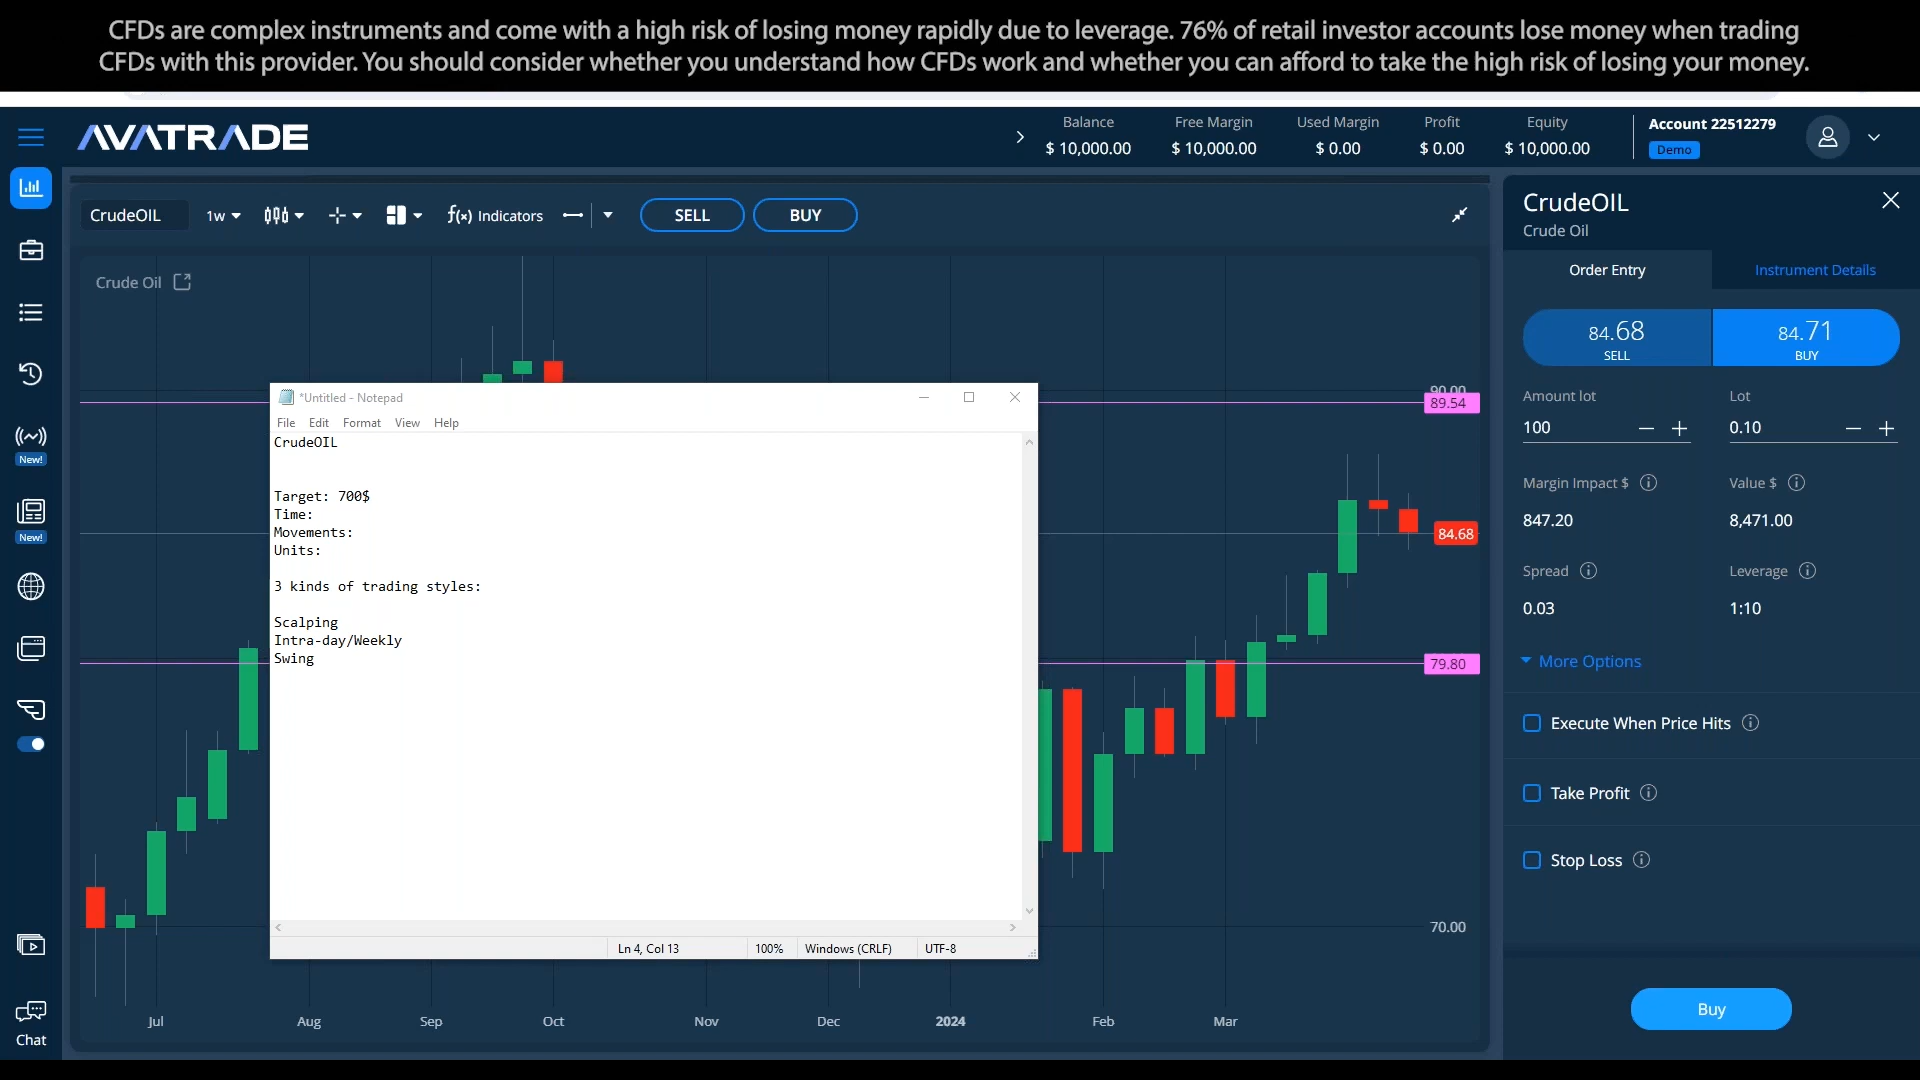 CFDs are complex instruments and come with a high risk of losing money rapidly due to leverage. 76% of retail investor accounts lose money when trading
CFDs with this provider. You should consider whether you understand how CFDs work and whether you can afford to take the high risk of losing your money.
AVATRADE
Balance
$ 10,000.00
Free Margin
$ 10,000.00
Used Margin
$ 0.00
Profit
$ 0.00
Equity
$ 10,000.00
Account 22512279
Demo
CrudeOIL
1w
f(x) Indicators
SELL
BUY
Crude Oil
90.00
89.54
84.68
79.80
70.00
Jul
Aug
Sep
Oct
Nov
Dec
2024
Feb
Mar
New!
New!
Chat
*Untitled - Notepad
File Edit Format View Help
CrudeOIL
Target: 700$
Time:
Movements:
Units:
3 kinds of trading styles:
Scalping
Intra-day/Weekly
Swing
Ln 4, Col 13
100%
Windows (CRLF)
UTF-8
CrudeOIL
Crude Oil
Order Entry
Instrument Details
84.68
SELL
84.71
BUY
Amount lot
100
Lot
0.10
Margin Impact $
847.20
Value $
8,471.00
Spread
0.03
Leverage
1:10
More Options
Execute When Price Hits
Take Profit
Stop Loss
Buy